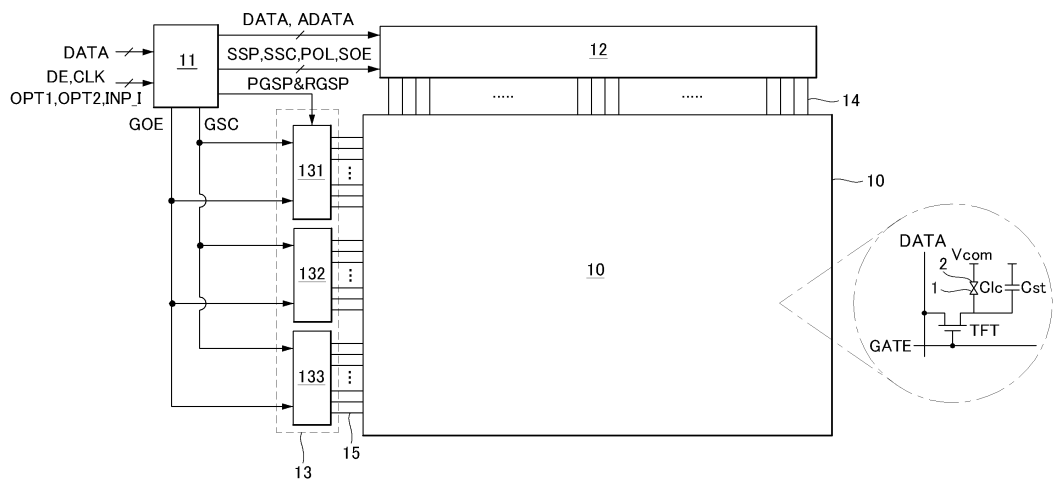 DATA, ADATA
DATA
11
SSP,SSC,POL,SOE
12
DE,CLK
PGSP&RGSP
OPT1,OPT2,INP_I
14
GOE
GSC
131
10
132
10
133
15
13
DATA
Vcom
2
1
Clc
Cst
TFT
GATE